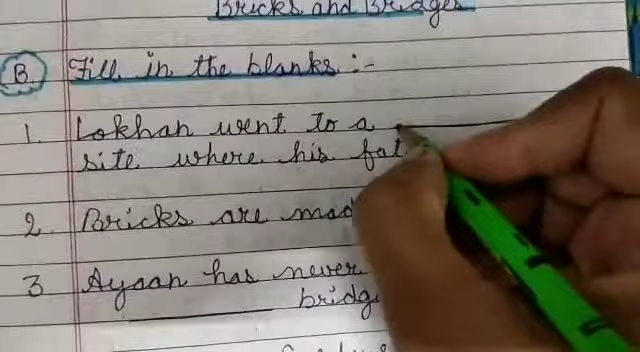 Bricks and Bridges
B. Fill in the blanks :-
1. Lokhan went to a
site where his fat
2. Bricks are mad
3 Ayaan has never
bridg